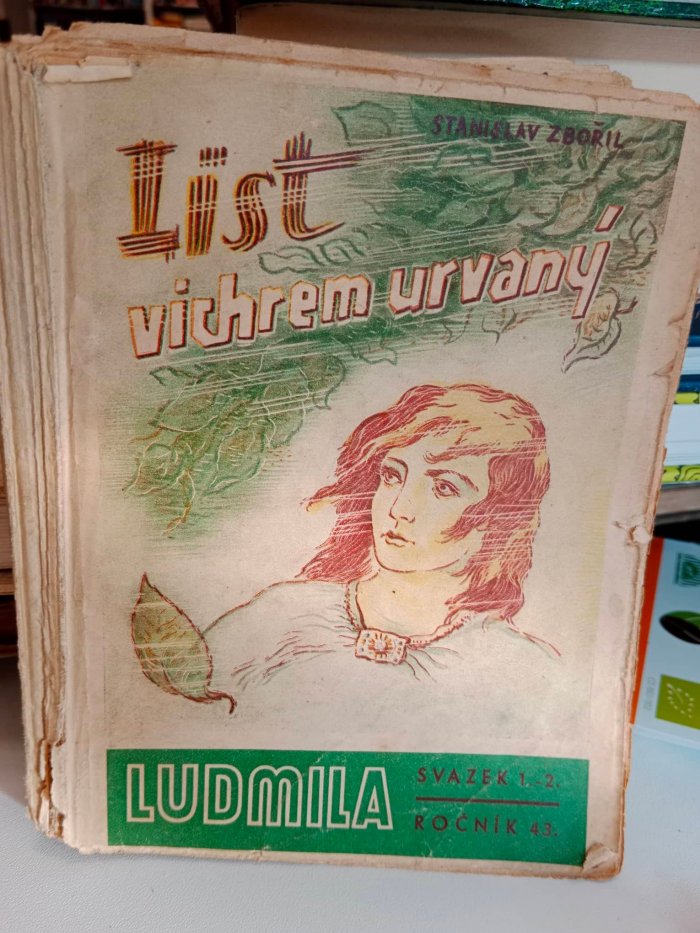 STANISLAV ZBOŘIL
List
vichrem urvaný
LUDMILA
SVAZEK 1.–2.
ROČNÍK 43.